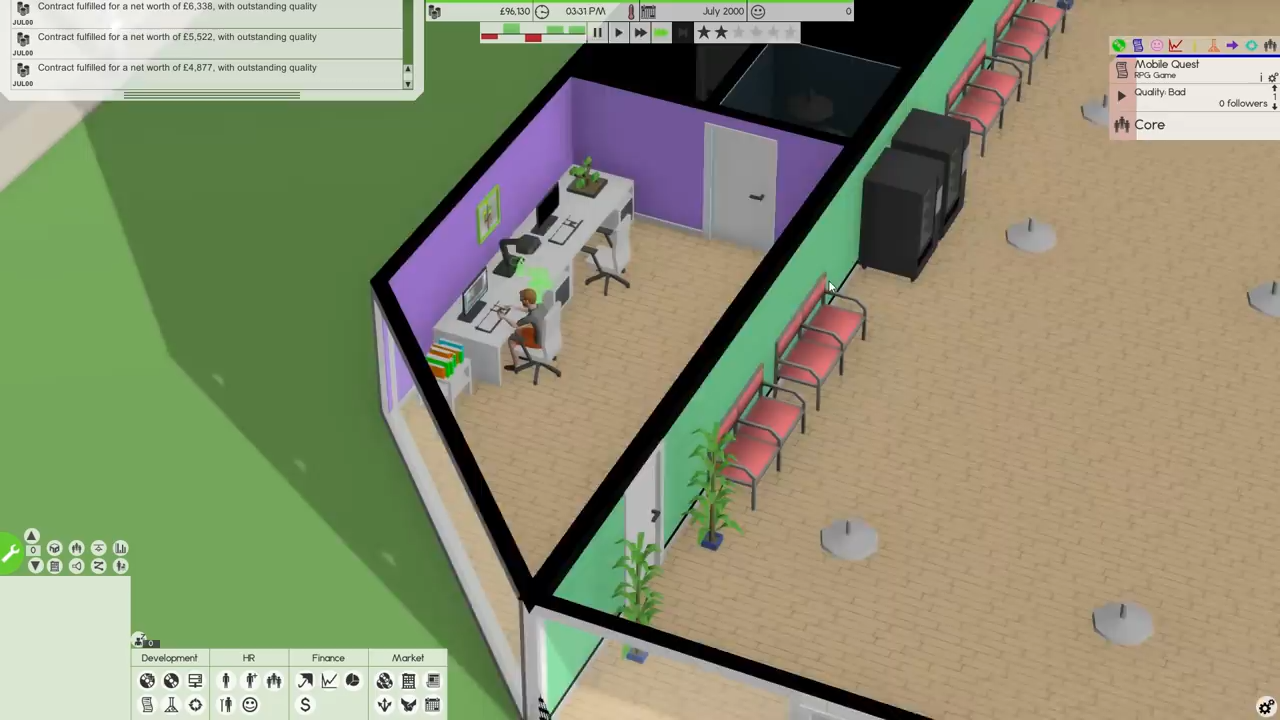 Contract fulfilled for a net worth of £6,338, with outstanding quality
JUL00
Contract fulfilled for a net worth of £5,522, with outstanding quality
JUL00
Contract fulfilled for a net worth of £4,877, with outstanding quality
JUL00
£96,130
03:31 PM
July 2000
0
Mobile Quest
RPG Game
i
Quality: Bad
1
0 followers
Core
0
0
Development
HR
Finance
Market
$